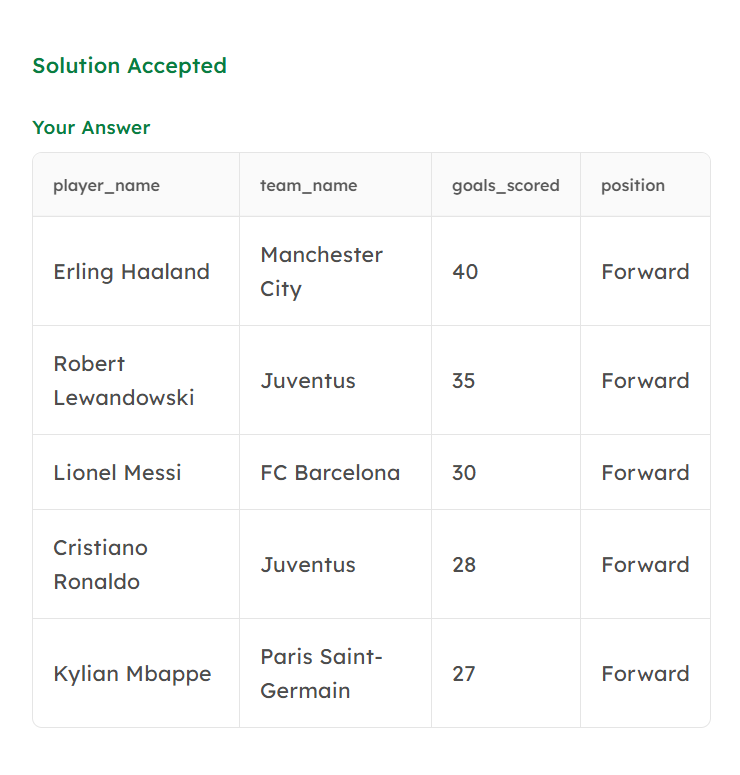 Solution Accepted
Your Answer
player_name team_name goals_scored position
Erling Haaland Manchester City 40 Forward
Robert Lewandowski Juventus 35 Forward
Lionel Messi FC Barcelona 30 Forward
Cristiano Ronaldo Juventus 28 Forward
Kylian Mbappe Paris Saint-Germain 27 Forward